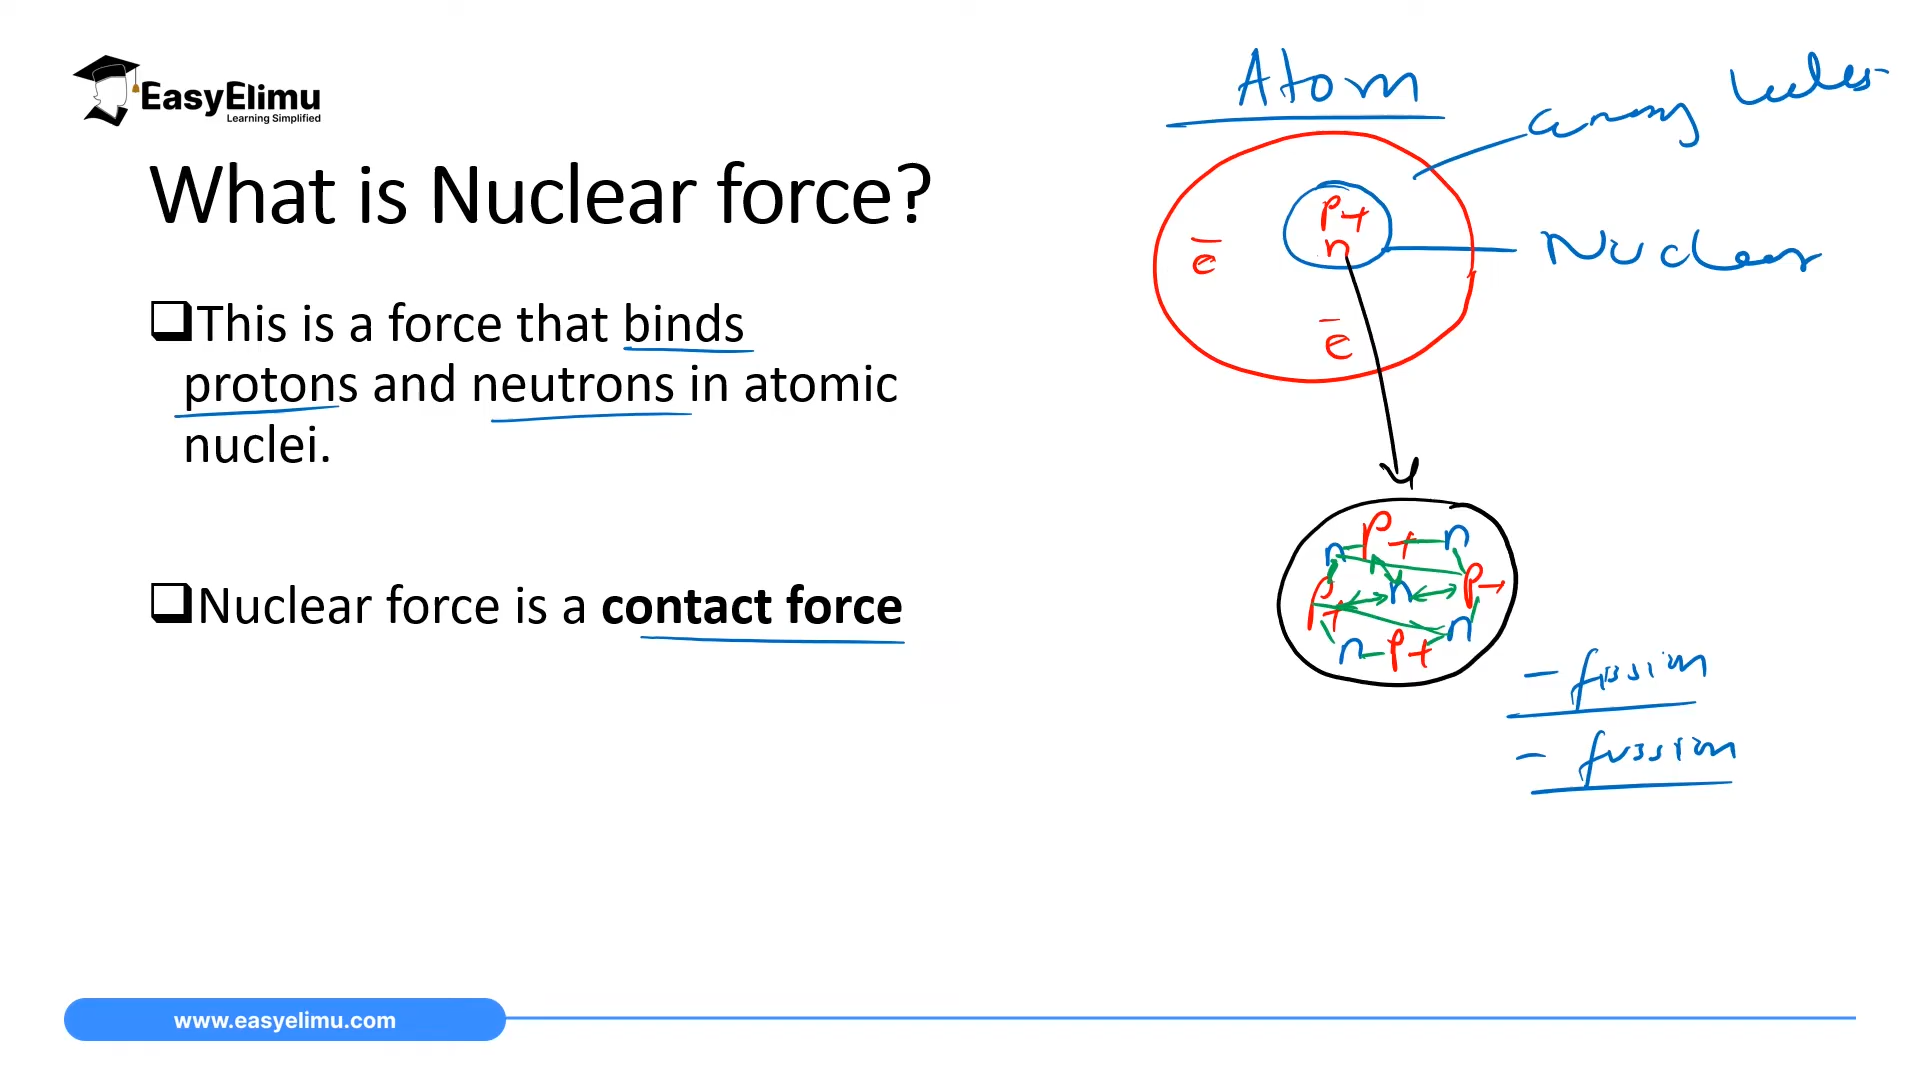 EasyElimu
Learning Simplified
What is Nuclear force?
This is a force that binds
protons and neutrons in atomic
nuclei.
Nuclear force is a contact force
Atom
P+
n
Nuclear
e
e
P+ n
n
P+ n P+
n
n P+
- fission
- fussion
www.easyelimu.com